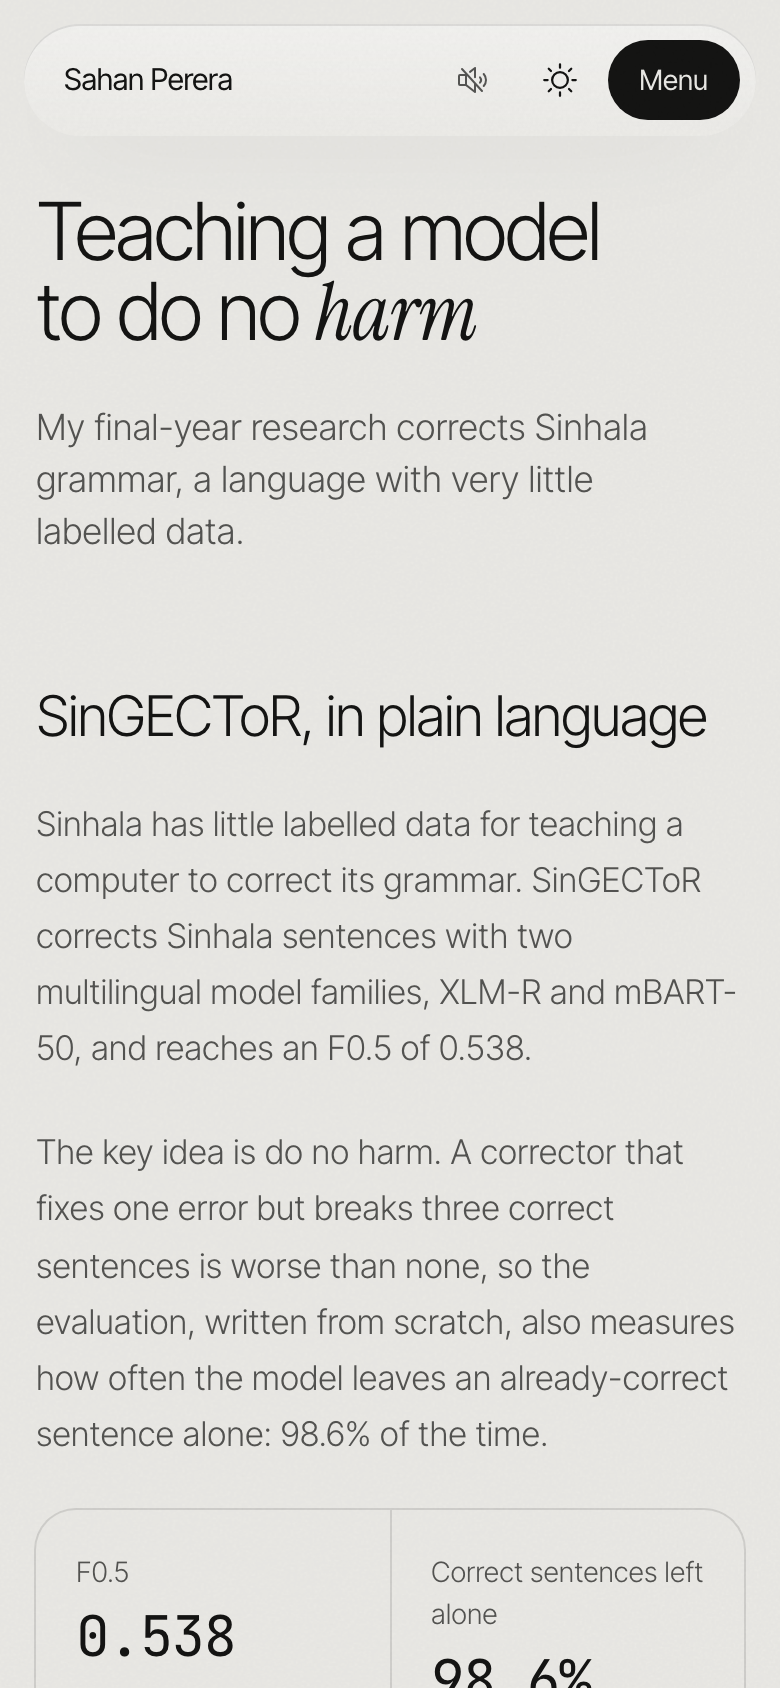 Sahan Perera
Menu
Teaching a model
to do no harm
My final-year research corrects Sinhala
grammar, a language with very little
labelled data.
SinGECToR, in plain language
Sinhala has little labelled data for teaching a
computer to correct its grammar. SinGECToR
corrects Sinhala sentences with two
multilingual model families, XLM-R and mBART-
50, and reaches an F0.5 of 0.538.
The key idea is do no harm. A corrector that
fixes one error but breaks three correct
sentences is worse than none, so the
evaluation, written from scratch, also measures
how often the model leaves an already-correct
sentence alone: 98.6% of the time.
F0.5
0.538
Correct sentences left
alone
98.6%